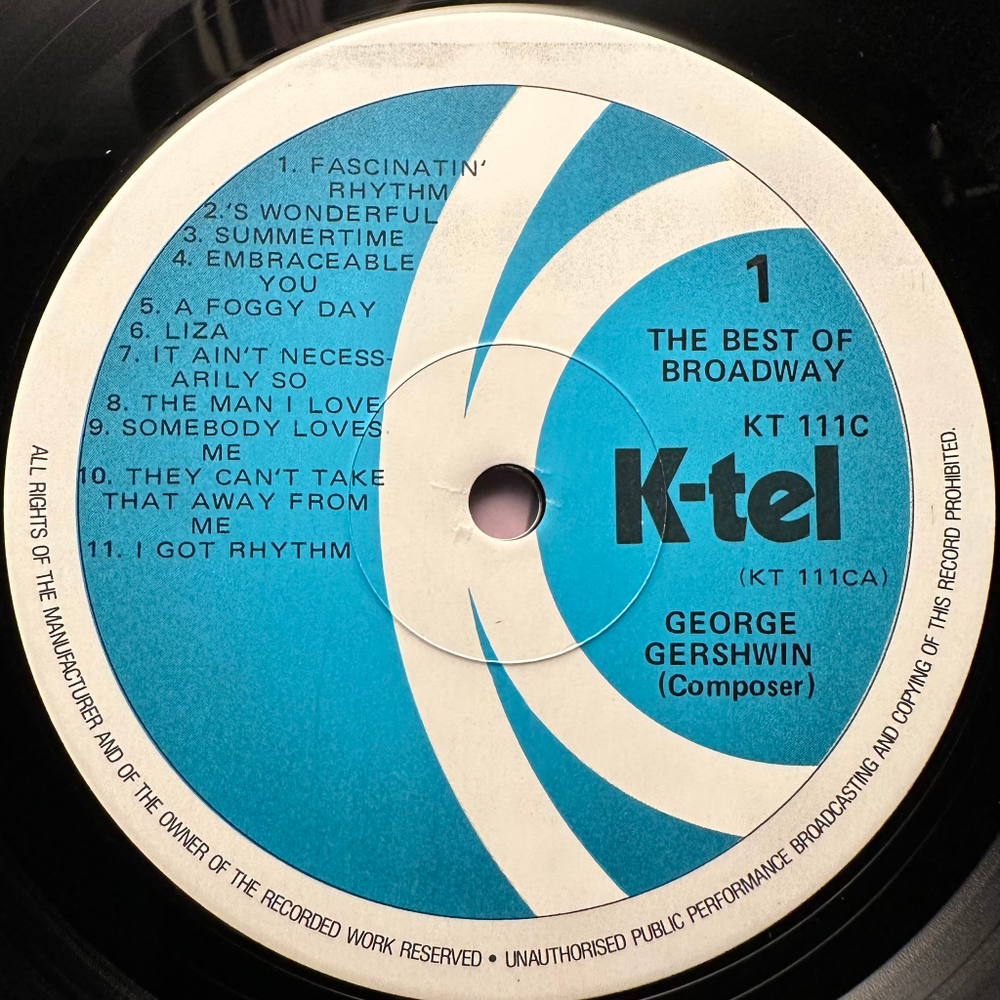 1. FASCINATIN'
RHYTHM
2.'S WONDERFUL
3. SUMMERTIME
4. EMBRACEABLE
YOU
5. A FOGGY DAY
6. LIZA
7. IT AIN'T NECESS-
ARILY SO
8. THE MAN I LOVE
9. SOMEBODY LOVES
ME
10. THEY CAN'T TAKE
THAT AWAY FROM
ME
11. I GOT RHYTHM
1
THE BEST OF
BROADWAY
KT 111C
K-tel
(KT 111CA)
GEORGE
GERSHWIN
(Composer)
ALL RIGHTS OF THE MANUFACTURER AND OF THE OWNER OF THE RECORDED WORK RESERVED • UNAUTHORISED PUBLIC PERFORMANCE BROADCASTING AND COPYING OF THIS RECORD PROHIBITED.